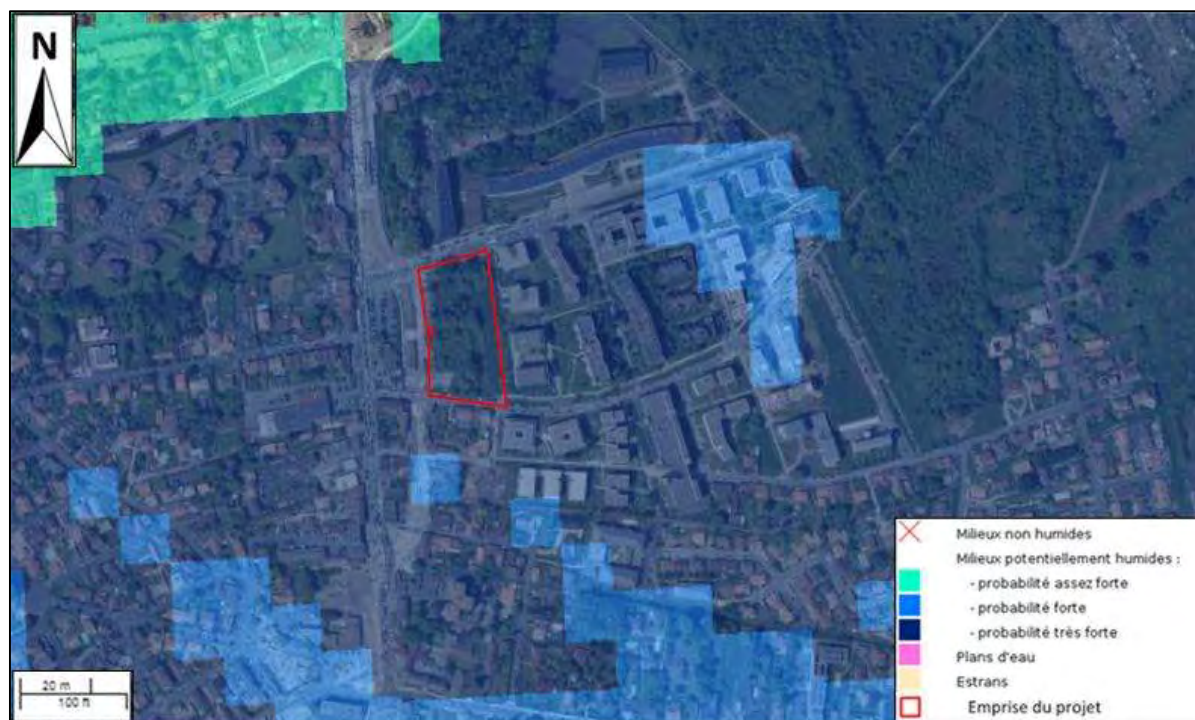 N
Milieux non humides
Milieux potentiellement humides :
- probabilité assez forte
- probabilité forte
- probabilité très forte
Plans d'eau
Estrans
Emprise du projet
20 m
100 ft